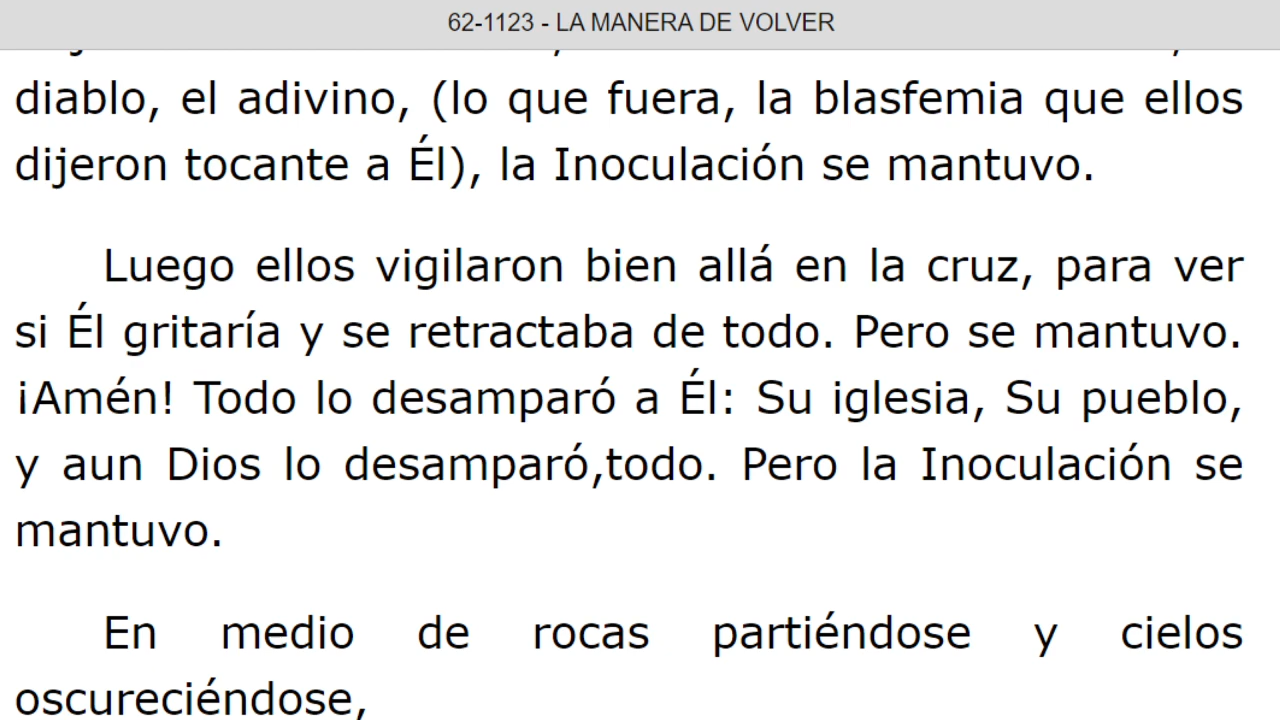 62-1123 - LA MANERA DE VOLVER
diablo, el adivino, (lo que fuera, la blasfemia que ellos
dijeron tocante a Él), la Inoculación se mantuvo.
Luego ellos vigilaron bien allá en la cruz, para ver
si Él gritaría y se retractaba de todo. Pero se mantuvo.
¡Amén! Todo lo desamparó a Él: Su iglesia, Su pueblo,
y aun Dios lo desamparó,todo. Pero la Inoculación se
mantuvo.
En medio de rocas partiéndose y cielos
oscureciéndose,